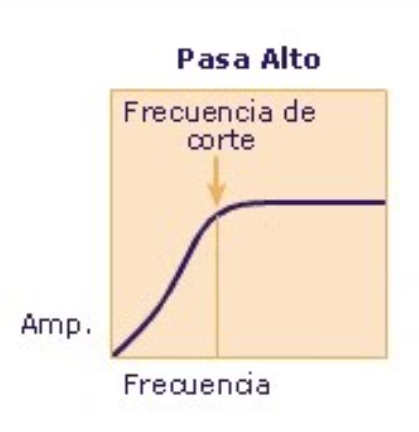 Pasa Alto
Frecuencia de
corte
Amp.
Frecuencia